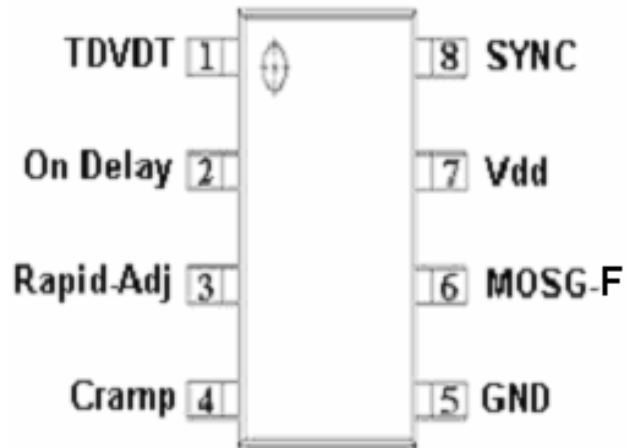 TDVDT 1 8 SYNC
On Delay 2 7 Vdd
Rapid-Adj 3 6 MOSG-F
Cramp 4 5 GND